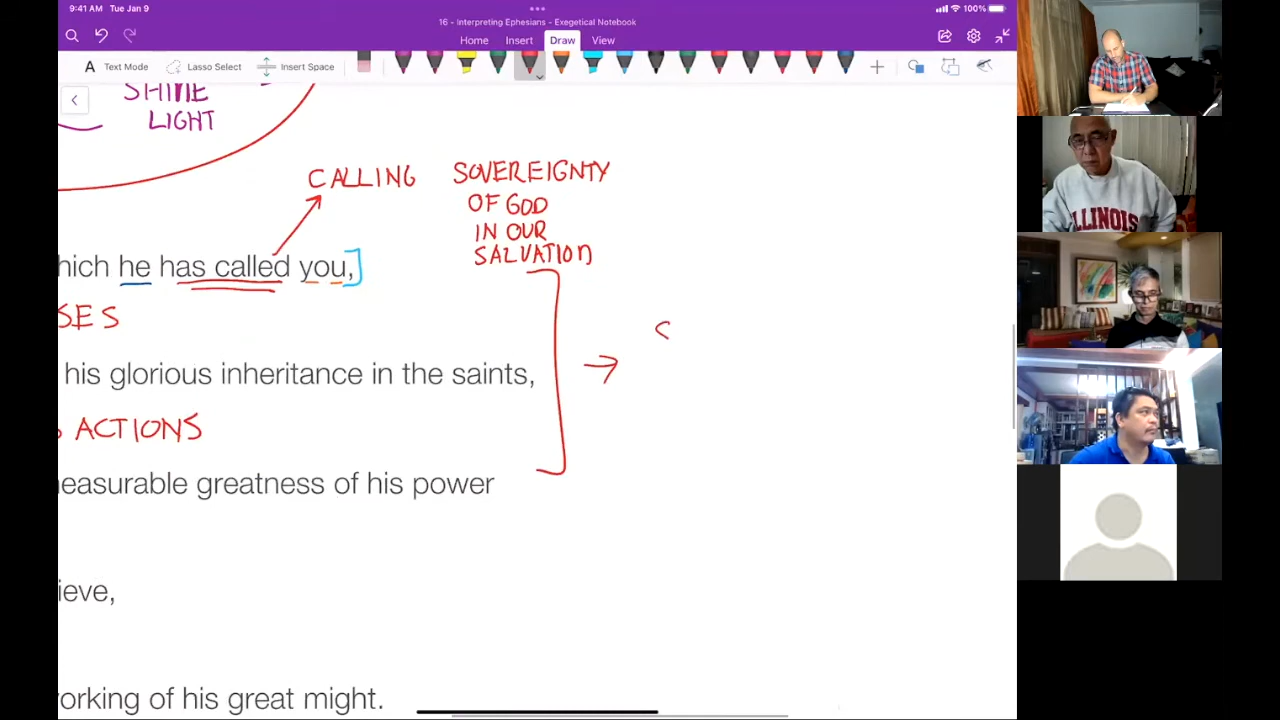 9:41 AM Tue Jan 9
100%
16 - Interpreting Ephesians - Exegetical Notebook
Home Insert Draw View
A Text Mode Lasso Select Insert Space
SHINE
LIGHT
CALLING
SOVEREIGNTY
OF GOD
IN OUR
SALVATION
hich he has called you,]
SES
his glorious inheritance in the saints,
ACTIONS
easurable greatness of his power
ieve,
orking of his great might.
ILLINOIS